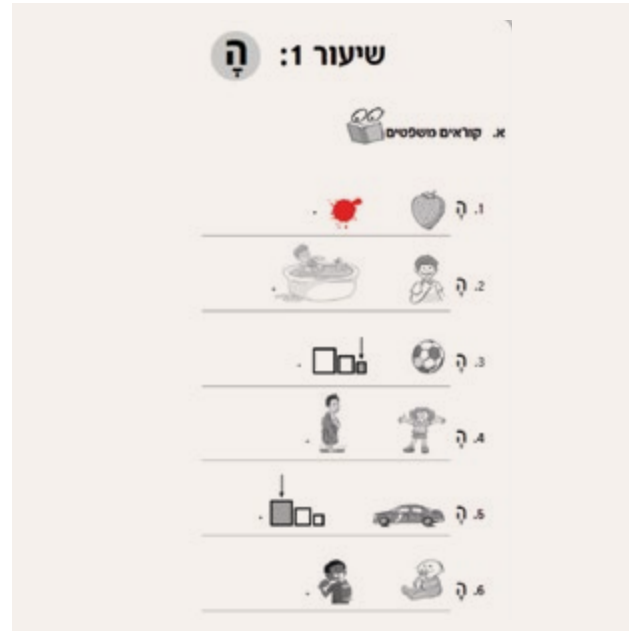 שיעור 1: הָ
א. קוראים משפטים
1. הָ .
2. הָ .
3. הָ .
4. הָ .
5. הָ .
6. הָ .